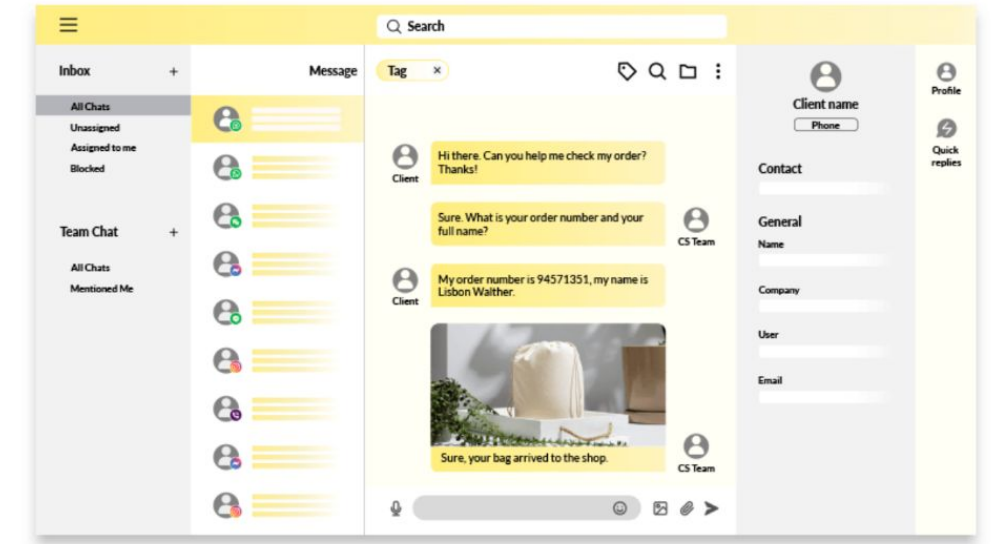 Search
Inbox +
All Chats
Unassigned
Assigned to me
Blocked
Team Chat +
All Chats
Mentioned Me
Message
Tag ×
Hi there. Can you help me check my order?
Thanks!
Client
Sure. What is your order number and your
full name?
CS Team
My order number is 94571351, my name is
Lisbon Walther.
Client
Sure, your bag arrived to the shop.
CS Team
Client name
Phone
Contact
General
Name
Company
User
Email
Profile
Quick
replies